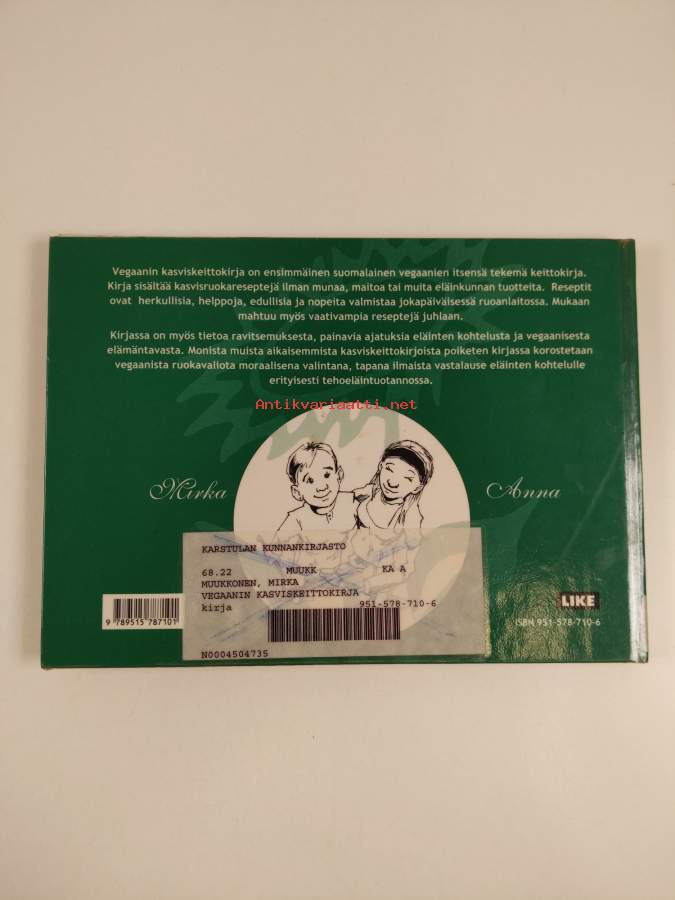 Vegaanin kasviskeittokirja on ensimmäinen suomalainen vegaanien itsensä tekemä keittokirja.
Kirja sisältää kasvisruokareseptejä ilman munaa, maitoa tai muita eläinkunnan tuotteita. Reseptit
ovat herkullisia, helppoja, edullisia ja nopeita valmistaa jokapäiväisessä ruoanlaitossa. Mukaan
mahtuu myös vaativampia reseptejä juhlaan.
Kirjassa on myös tietoa ravitsemuksesta, painavia ajatuksia eläinten kohtelusta ja vegaanisesta
elämäntavasta. Monista muista aikaisemmista kasviskeittokirjoista poiketen kirjassa korostetaan
vegaanista ruokavaliota moraalisena valintana, tapana ilmaista vastalause eläinten kohtelulle
erityisesti tehoeläintuotannossa.
Antikvariaatti.net
Mirka Anna
KARSTULAN KUNNANKIRJASTO
68.22 MUUKK KA A
MUUKKONEN, MIRKA
VEGAANIN KASVISKEITTOKIRJA
kirja 951-578-710-6
N0004504735
9 789515 787101
LIKE
ISBN 951-578-710-6